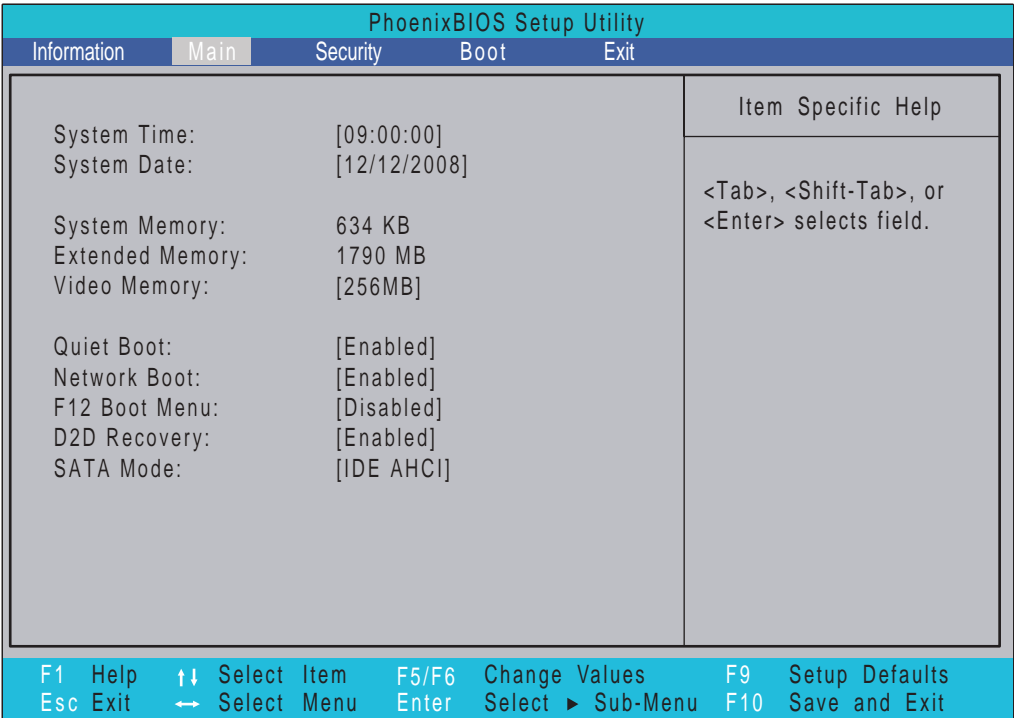 PhoenixBIOS Setup Utility
Information Main Security Boot Exit
Item Specific Help
System Time: [09:00:00]
System Date: [12/12/2008]
<Tab>, <Shift-Tab>, or
<Enter> selects field.
System Memory: 634 KB
Extended Memory: 1790 MB
Video Memory: [256MB]
Quiet Boot: [Enabled]
Network Boot: [Enabled]
F12 Boot Menu: [Disabled]
D2D Recovery: [Enabled]
SATA Mode: [IDE AHCI]
F1 Help ↑↓ Select Item F5/F6 Change Values F9 Setup Defaults
Esc Exit ↔ Select Menu Enter Select ► Sub-Menu F10 Save and Exit